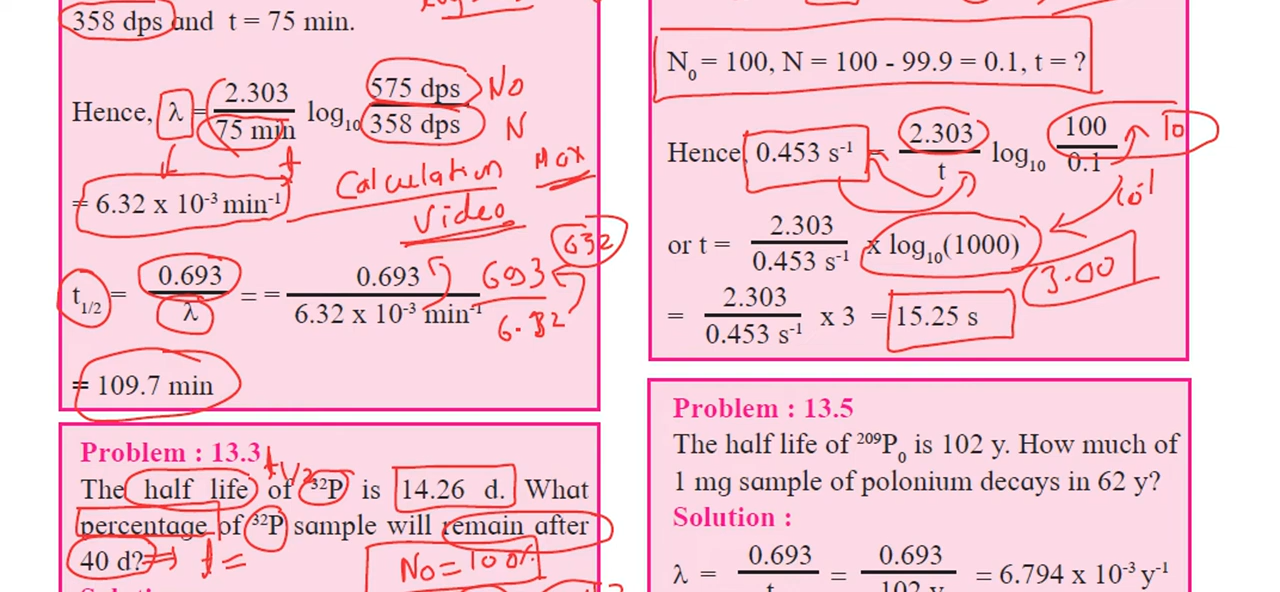 358 dps and t = 75 min.
Hence, λ = 2.303 / 75 min log₁₀ 575 dps / 358 dps
No
N
t
= 6.32 x 10⁻³ min⁻¹
Calculation
Video
Max
t₁/₂ = 0.693 / λ = = 0.693 / 6.32 x 10⁻³ min⁻¹
693 / 6.32
632
= 109.7 min
Problem : 13.3
t1/2
The half life of ³²P is 14.26 d. What
percentage of ³²P sample will remain after
40 d? ⇒ t =
No = 100%
N₀ = 100, N = 100 - 99.9 = 0.1, t = ?
Hence, 0.453 s⁻¹ = 2.303 / t log₁₀ 100 / 0.1
10
or t = 2.303 / 0.453 s⁻¹ x log₁₀(1000)
3.00
= 2.303 / 0.453 s⁻¹ x 3 = 15.25 s
Problem : 13.5
The half life of ²⁰⁹P₀ is 102 y. How much of
1 mg sample of polonium decays in 62 y?
Solution :
λ = 0.693 / t = 0.693 / 102 y = 6.794 x 10⁻³ y⁻¹